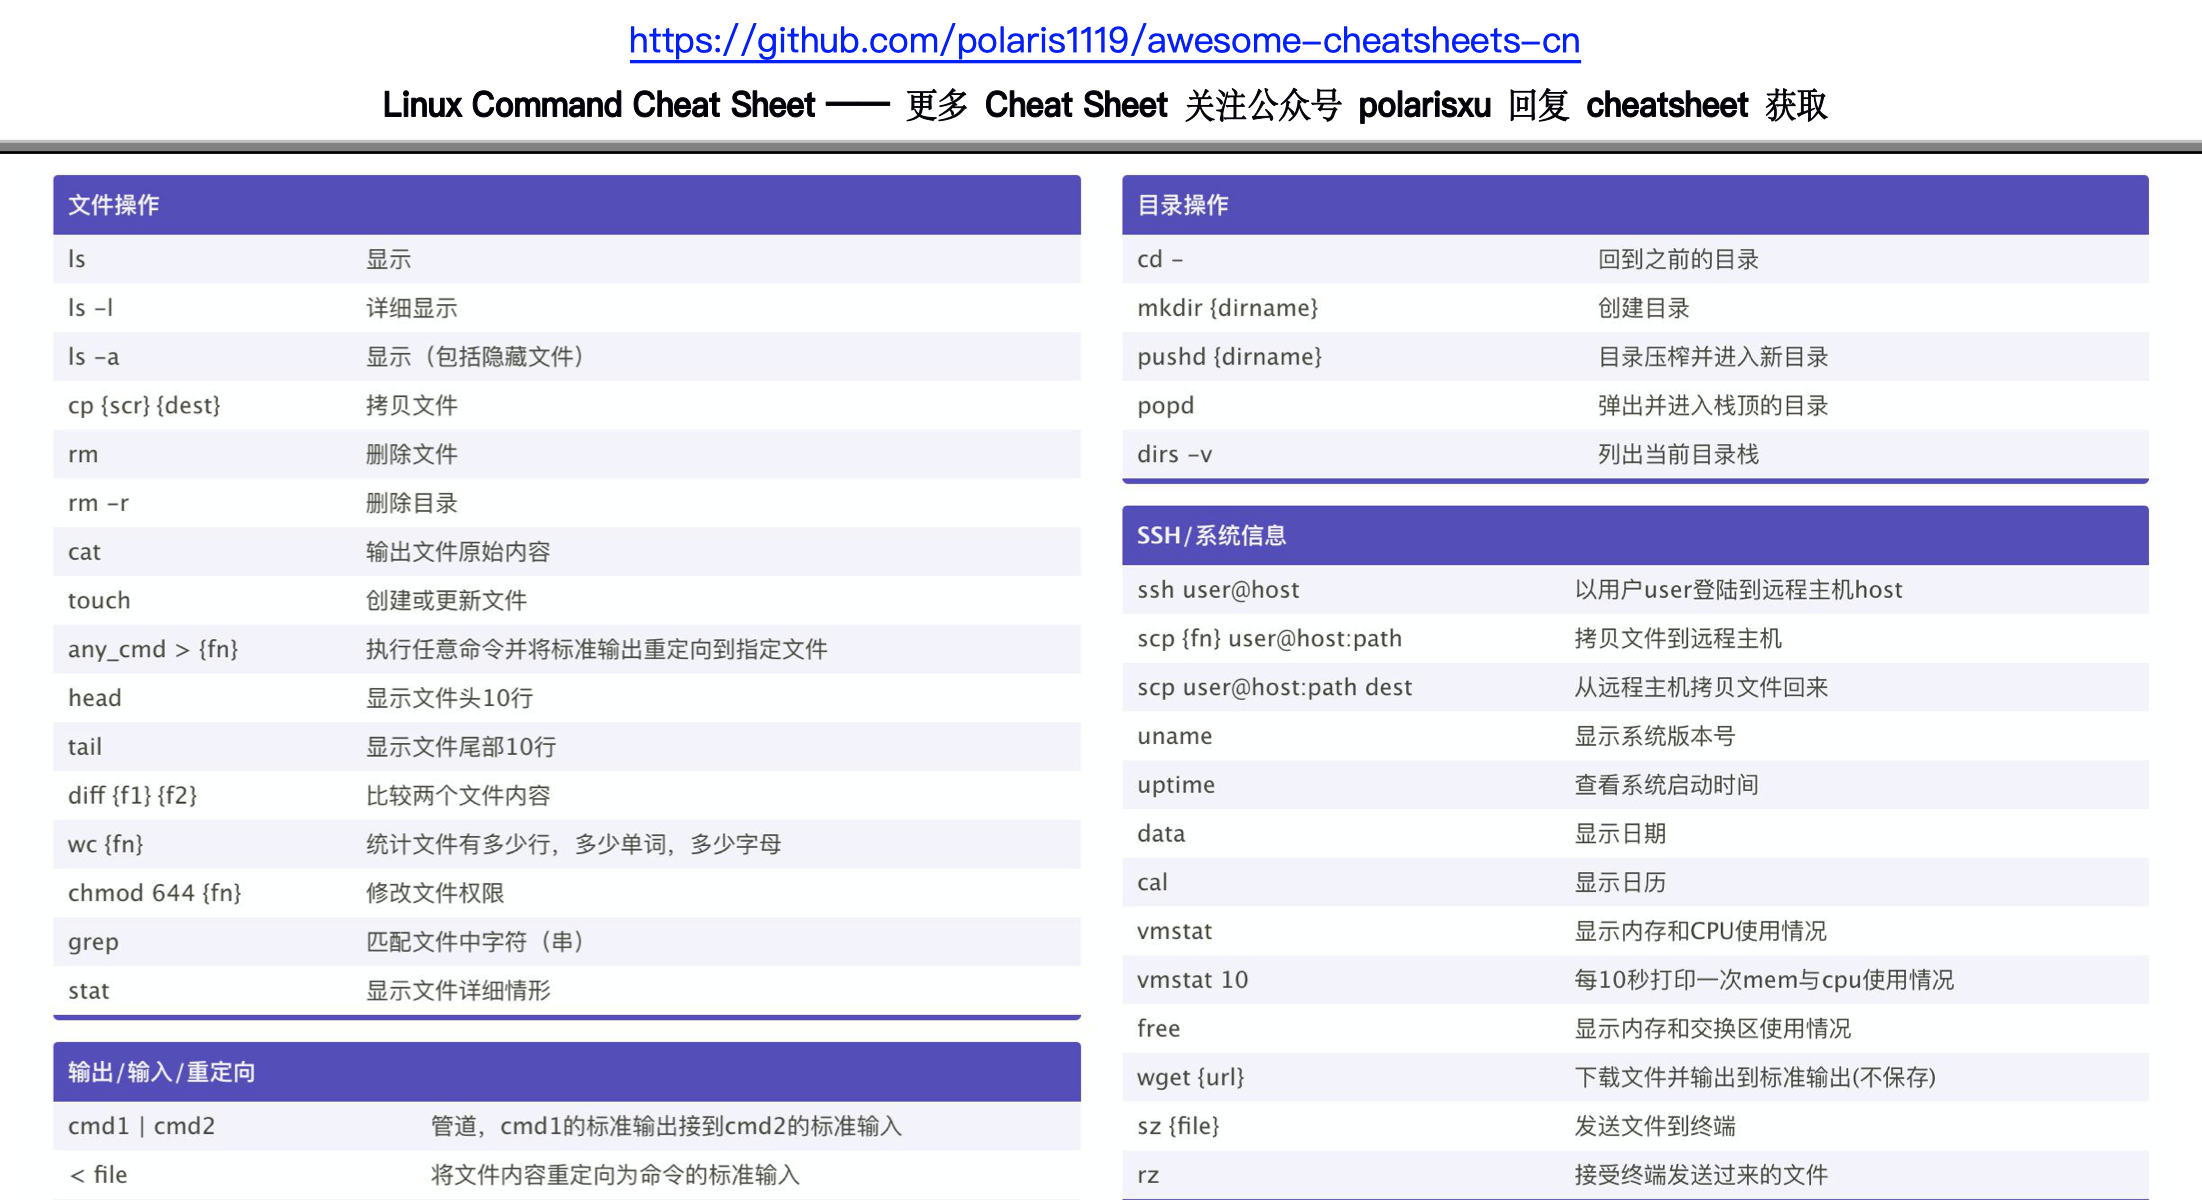 https://github.com/polaris1119/awesome-cheatsheets-cn
Linux Command Cheat Sheet —— 更多 Cheat Sheet 关注公众号 polarisxu 回复 cheatsheet 获取
文件操作
ls 显示
ls -l 详细显示
ls -a 显示（包括隐藏文件）
cp {scr} {dest} 拷贝文件
rm 删除文件
rm -r 删除目录
cat 输出文件原始内容
touch 创建或更新文件
any_cmd > {fn} 执行任意命令并将标准输出重定向到指定文件
head 显示文件头10行
tail 显示文件尾部10行
diff {f1} {f2} 比较两个文件内容
wc {fn} 统计文件有多少行，多少单词，多少字母
chmod 644 {fn} 修改文件权限
grep 匹配文件中字符（串）
stat 显示文件详细情形
输出/输入/重定向
cmd1 | cmd2 管道，cmd1的标准输出接到cmd2的标准输入
< file 将文件内容重定向为命令的标准输入
目录操作
cd - 回到之前的目录
mkdir {dirname} 创建目录
pushd {dirname} 目录压榨并进入新目录
popd 弹出并进入栈顶的目录
dirs -v 列出当前目录栈
SSH/系统信息
ssh user@host 以用户user登陆到远程主机host
scp {fn} user@host:path 拷贝文件到远程主机
scp user@host:path dest 从远程主机拷贝文件回来
uname 显示系统版本号
uptime 查看系统启动时间
data 显示日期
cal 显示日历
vmstat 显示内存和CPU使用情况
vmstat 10 每10秒打印一次mem与cpu使用情况
free 显示内存和交换区使用情况
wget {url} 下载文件并输出到标准输出(不保存)
sz {file} 发送文件到终端
rz 接受终端发送过来的文件